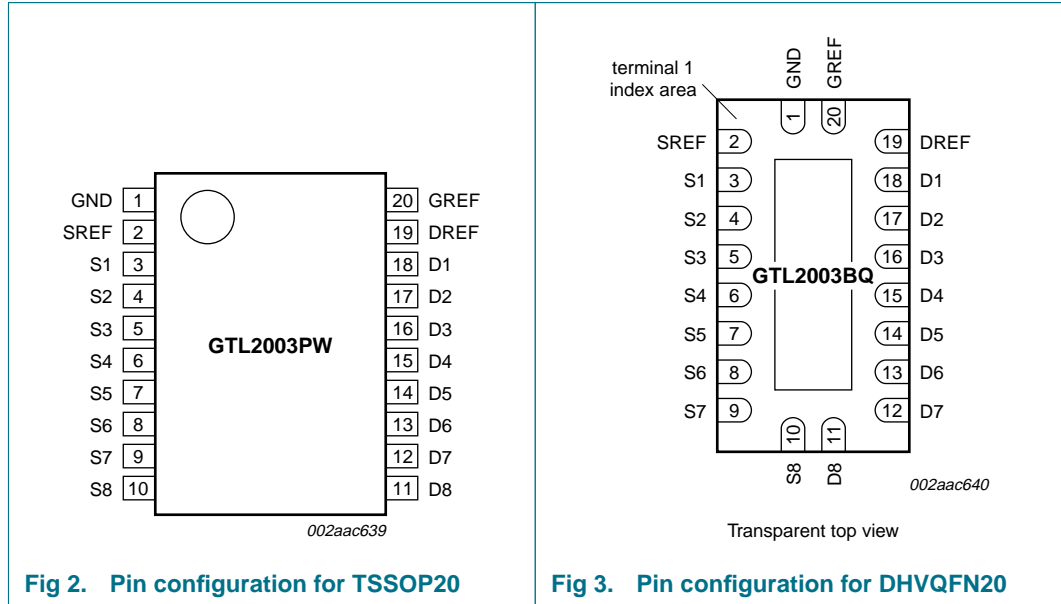 GND 1
SREF 2
S1 3
S2 4
S3 5
S4 6
S5 7
S6 8
S7 9
S8 10
GTL2003PW
20 GREF
19 DREF
18 D1
17 D2
16 D3
15 D4
14 D5
13 D6
12 D7
11 D8
002aac639
Fig 2. Pin configuration for TSSOP20
terminal 1
index area
GND
GREF
1
20
SREF 2
S1 3
S2 4
S3 5
S4 6
S5 7
S6 8
S7 9
GTL2003BQ
19 DREF
18 D1
17 D2
16 D3
15 D4
14 D5
13 D6
12 D7
10
11
S8
D8
002aac640
Transparent top view
Fig 3. Pin configuration for DHVQFN20